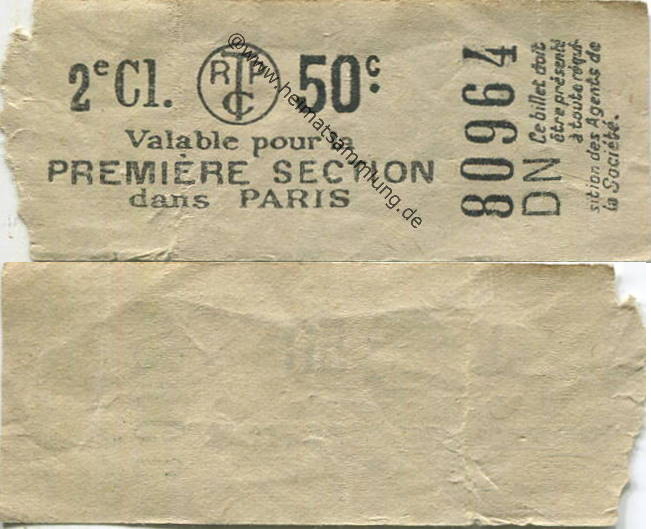 2e Cl. STCRP 50c.
Valable pour la
PREMIÈRE SECTION
dans PARIS
80964
DN
Ce billet doit
être présenté
à toute réqui-
sition des Agents de
la Société.
@www.heimatsammlung.de